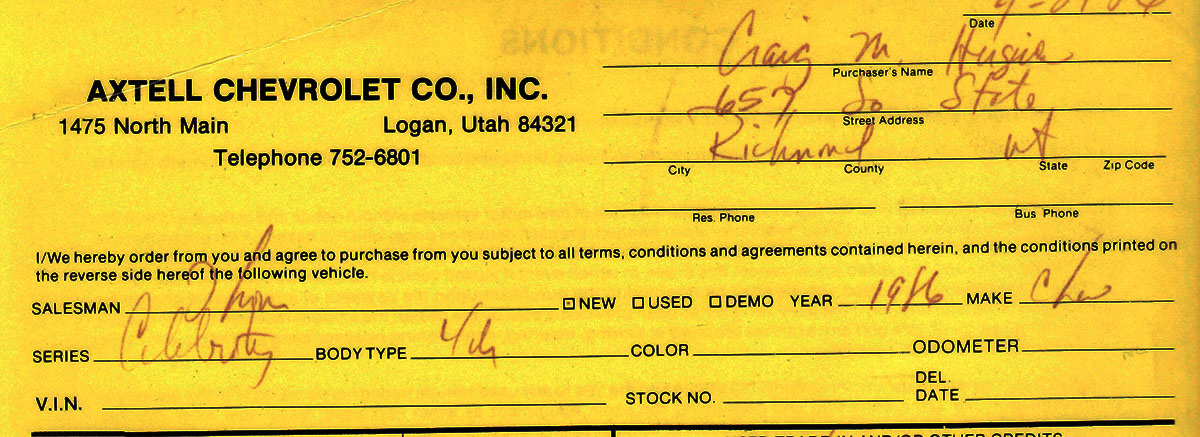 Date
Craig M.
Purchaser's Name
AXTELL CHEVROLET CO., INC.
657 So State
1475 North Main Logan, Utah 84321
Street Address
Richmond Ut
Telephone 752-6801
City County State Zip Code
Res. Phone Bus Phone
I/We hereby order from you and agree to purchase from you subject to all terms, conditions and agreements contained herein, and the conditions printed on
the reverse side hereof the following vehicle.
SALESMAN NEW USED DEMO YEAR 1986 MAKE Chev
SERIES Celebrity BODY TYPE 4dr COLOR ODOMETER
V.I.N. STOCK NO. DEL. DATE